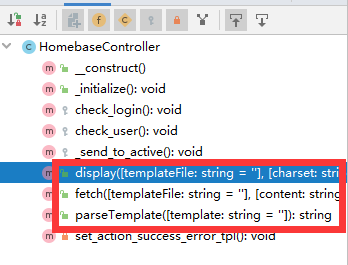 HomebaseController
__construct()
_initialize(): void
check_login(): void
check_user(): void
_send_to_active(): void
display([templateFile: string = ''], [charset: stri
fetch([templateFile: string = ''], [content: string
parseTemplate([template: string = '']): string
set_action_success_error_tpl(): void